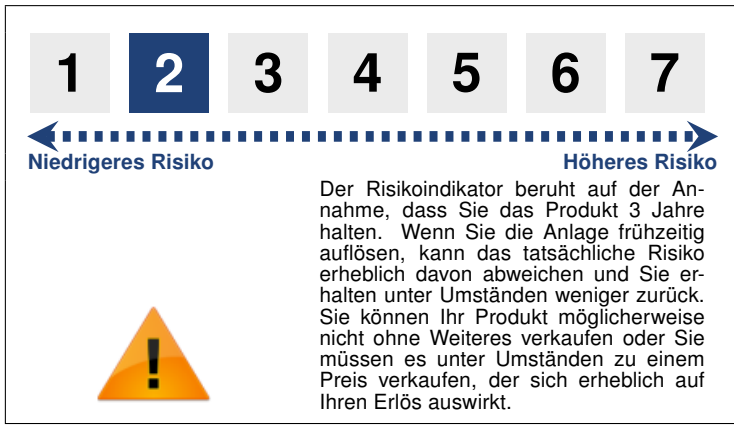 1 2 3 4 5 6 7
Niedrigeres Risiko Höheres Risiko
Der Risikoindikator beruht auf der An-
nahme, dass Sie das Produkt 3 Jahre
halten. Wenn Sie die Anlage frühzeitig
auflösen, kann das tatsächliche Risiko
erheblich davon abweichen und Sie er-
halten unter Umständen weniger zurück.
Sie können Ihr Produkt möglicherweise
nicht ohne Weiteres verkaufen oder Sie
müssen es unter Umständen zu einem
Preis verkaufen, der sich erheblich auf
Ihren Erlös auswirkt.
!